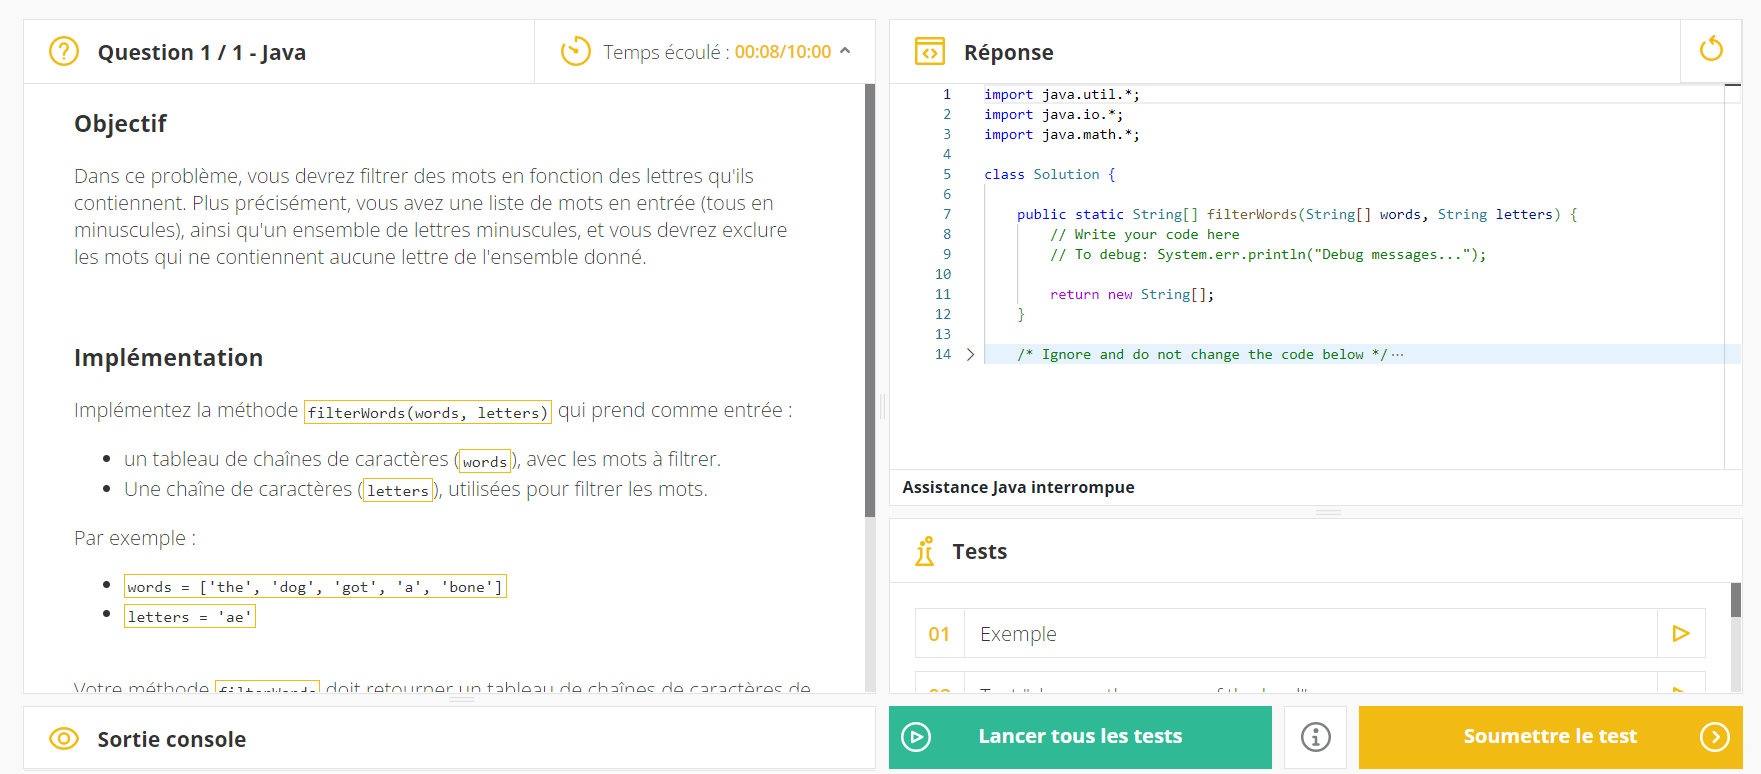 Question 1 / 1 - Java
Temps écoulé : 00:08/10:00
Objectif
Dans ce problème, vous devrez filtrer des mots en fonction des lettres qu'ils
contiennent. Plus précisément, vous avez une liste de mots en entrée (tous en
minuscules), ainsi qu'un ensemble de lettres minuscules, et vous devrez exclure
les mots qui ne contiennent aucune lettre de l'ensemble donné.
Implémentation
Implémentez la méthode filterWords(words, letters) qui prend comme entrée :
un tableau de chaînes de caractères (words), avec les mots à filtrer.
Une chaîne de caractères (letters), utilisées pour filtrer les mots.
Par exemple :
words = ['the', 'dog', 'got', 'a', 'bone']
letters = 'ae'
Votre méthode filterWords doit retourner un tableau de chaînes de caractères de
Sortie console
Réponse
1 import java.util.*;
2 import java.io.*;
3 import java.math.*;
4
5 class Solution {
6
7 public static String[] filterWords(String[] words, String letters) {
8 // Write your code here
9 // To debug: System.err.println("Debug messages...");
10
11 return new String[];
12 }
13
14 /* Ignore and do not change the code below */ ···
Assistance Java interrompue
Tests
01 Exemple
02
Lancer tous les tests
Soumettre le test